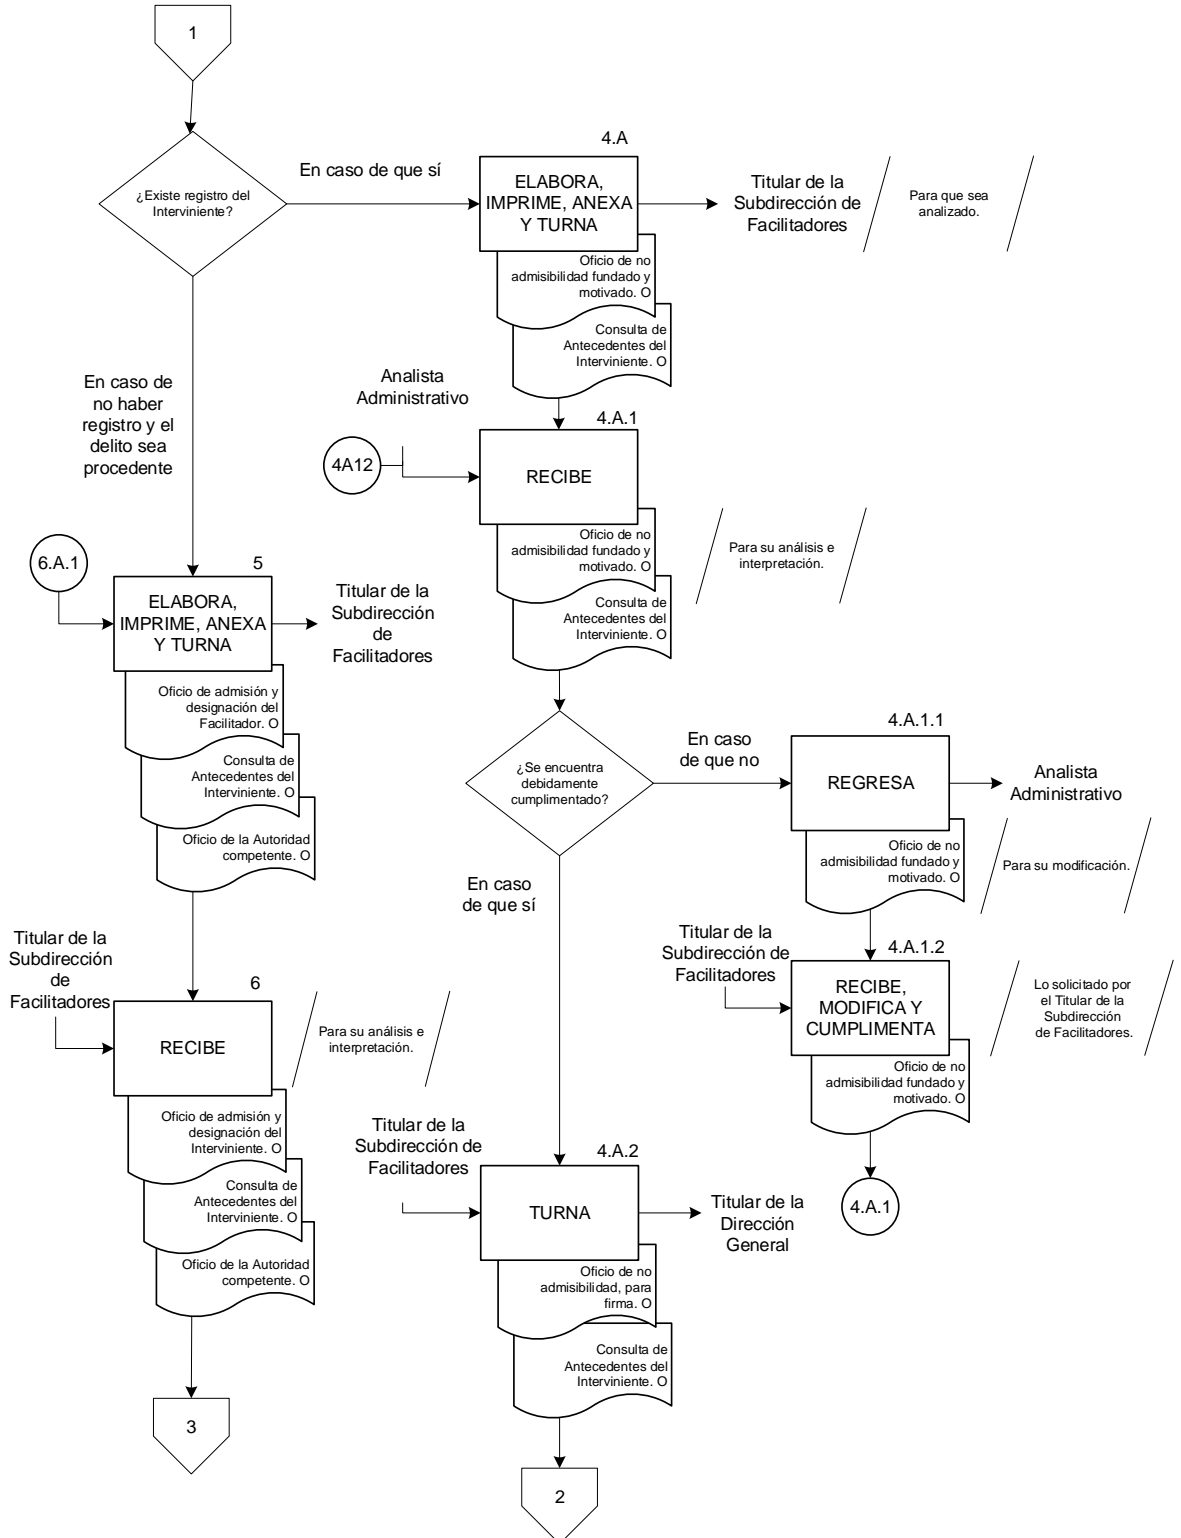 1
¿Existe registro del
Interviniente?
En caso de que sí
4.A
ELABORA,
IMPRIME, ANEXA
Y TURNA
Titular de la
Subdirección de
Facilitadores
Para que sea
analizado.
Oficio de no
admisibilidad fundado y
motivado. O
Consulta de
Antecedentes del
Interviniente. O
En caso de
no haber
registro y el
delito sea
procedente
Analista
Administrativo
4A12
4.A.1
RECIBE
Oficio de no
admisibilidad fundado y
motivado. O
Consulta de
Antecedentes del
Interviniente. O
Para su análisis e
interpretación.
6.A.1
5
ELABORA,
IMPRIME, ANEXA
Y TURNA
Titular de la
Subdirección
de
Facilitadores
Oficio de admisión y
designación del
Facilitador. O
Consulta de
Antecedentes del
Interviniente. O
Oficio de la Autoridad
competente. O
¿Se encuentra
debidamente
cumplimentado?
En caso
de que no
4.A.1.1
REGRESA
Analista
Administrativo
Oficio de no
admisibilidad fundado y
motivado. O
Para su modificación.
En caso
de que sí
Titular de la
Subdirección de
Facilitadores
4.A.1.2
RECIBE,
MODIFICA Y
CUMPLIMENTA
Lo solicitado por
el Titular de la
Subdirección
de Facilitadores.
Oficio de no
admisibilidad fundado y
motivado. O
4.A.1
Titular de la
Subdirección
de
Facilitadores
6
RECIBE
Para su análisis e
interpretación.
Oficio de admisión y
designación del
Interviniente. O
Consulta de
Antecedentes del
Interviniente. O
Oficio de la Autoridad
competente. O
3
Titular de la
Subdirección de
Facilitadores
4.A.2
TURNA
Titular de la
Dirección
General
Oficio de no
admisibilidad, para
firma. O
Consulta de
Antecedentes del
Interviniente. O
2